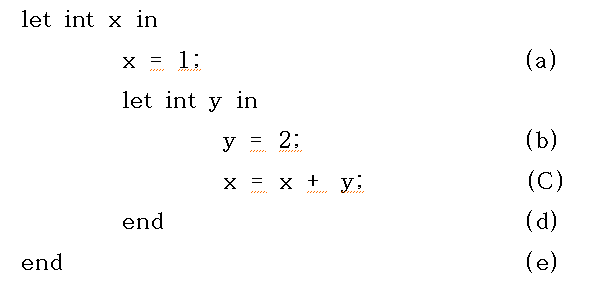 let int x in
x = 1; (a)
let int y in
y = 2; (b)
x = x + y; (C)
end (d)
end (e)